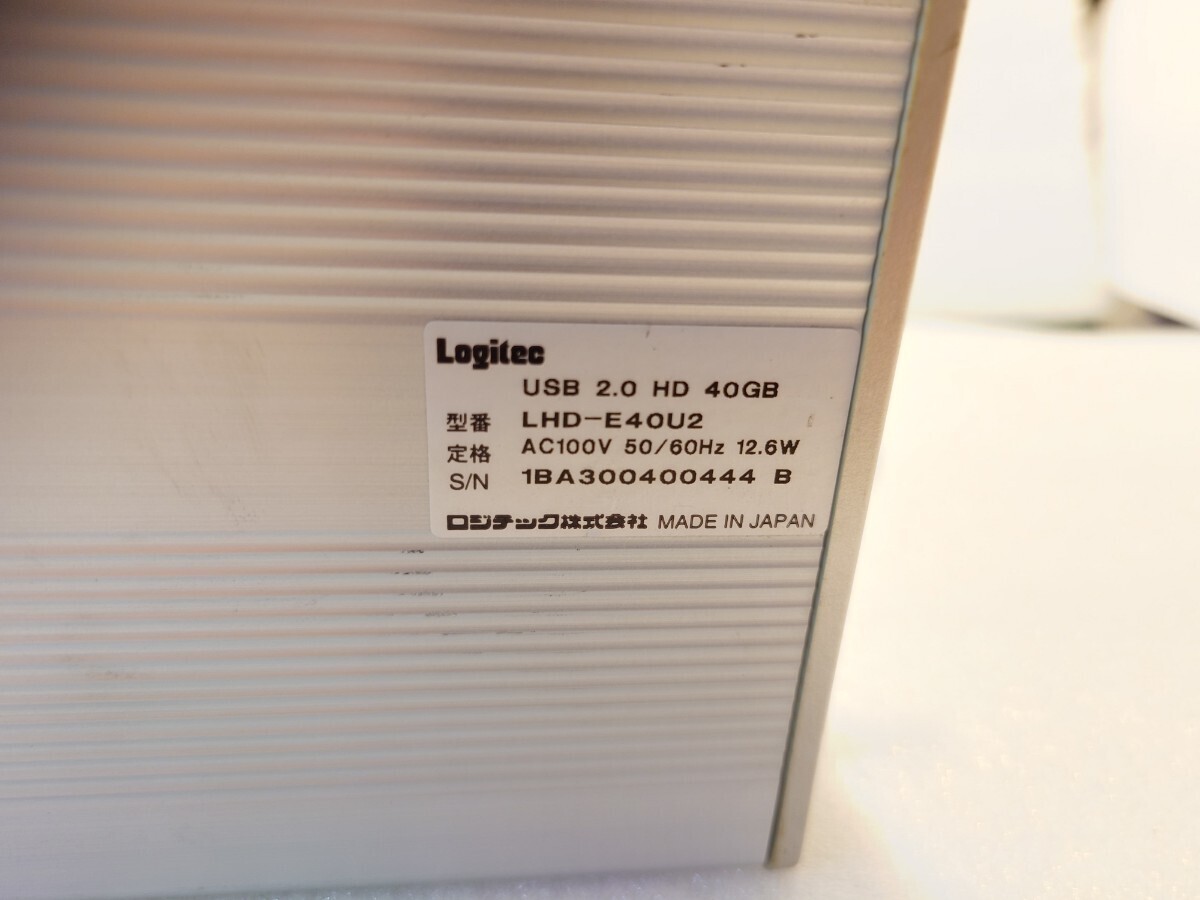 Logitec
USB 2.0 HD 40GB
型番 LHD-E40U2
定格 AC100V 50/60Hz 12.6W
S/N 1BA300400444 B
ロジテック株式会社 MADE IN JAPAN